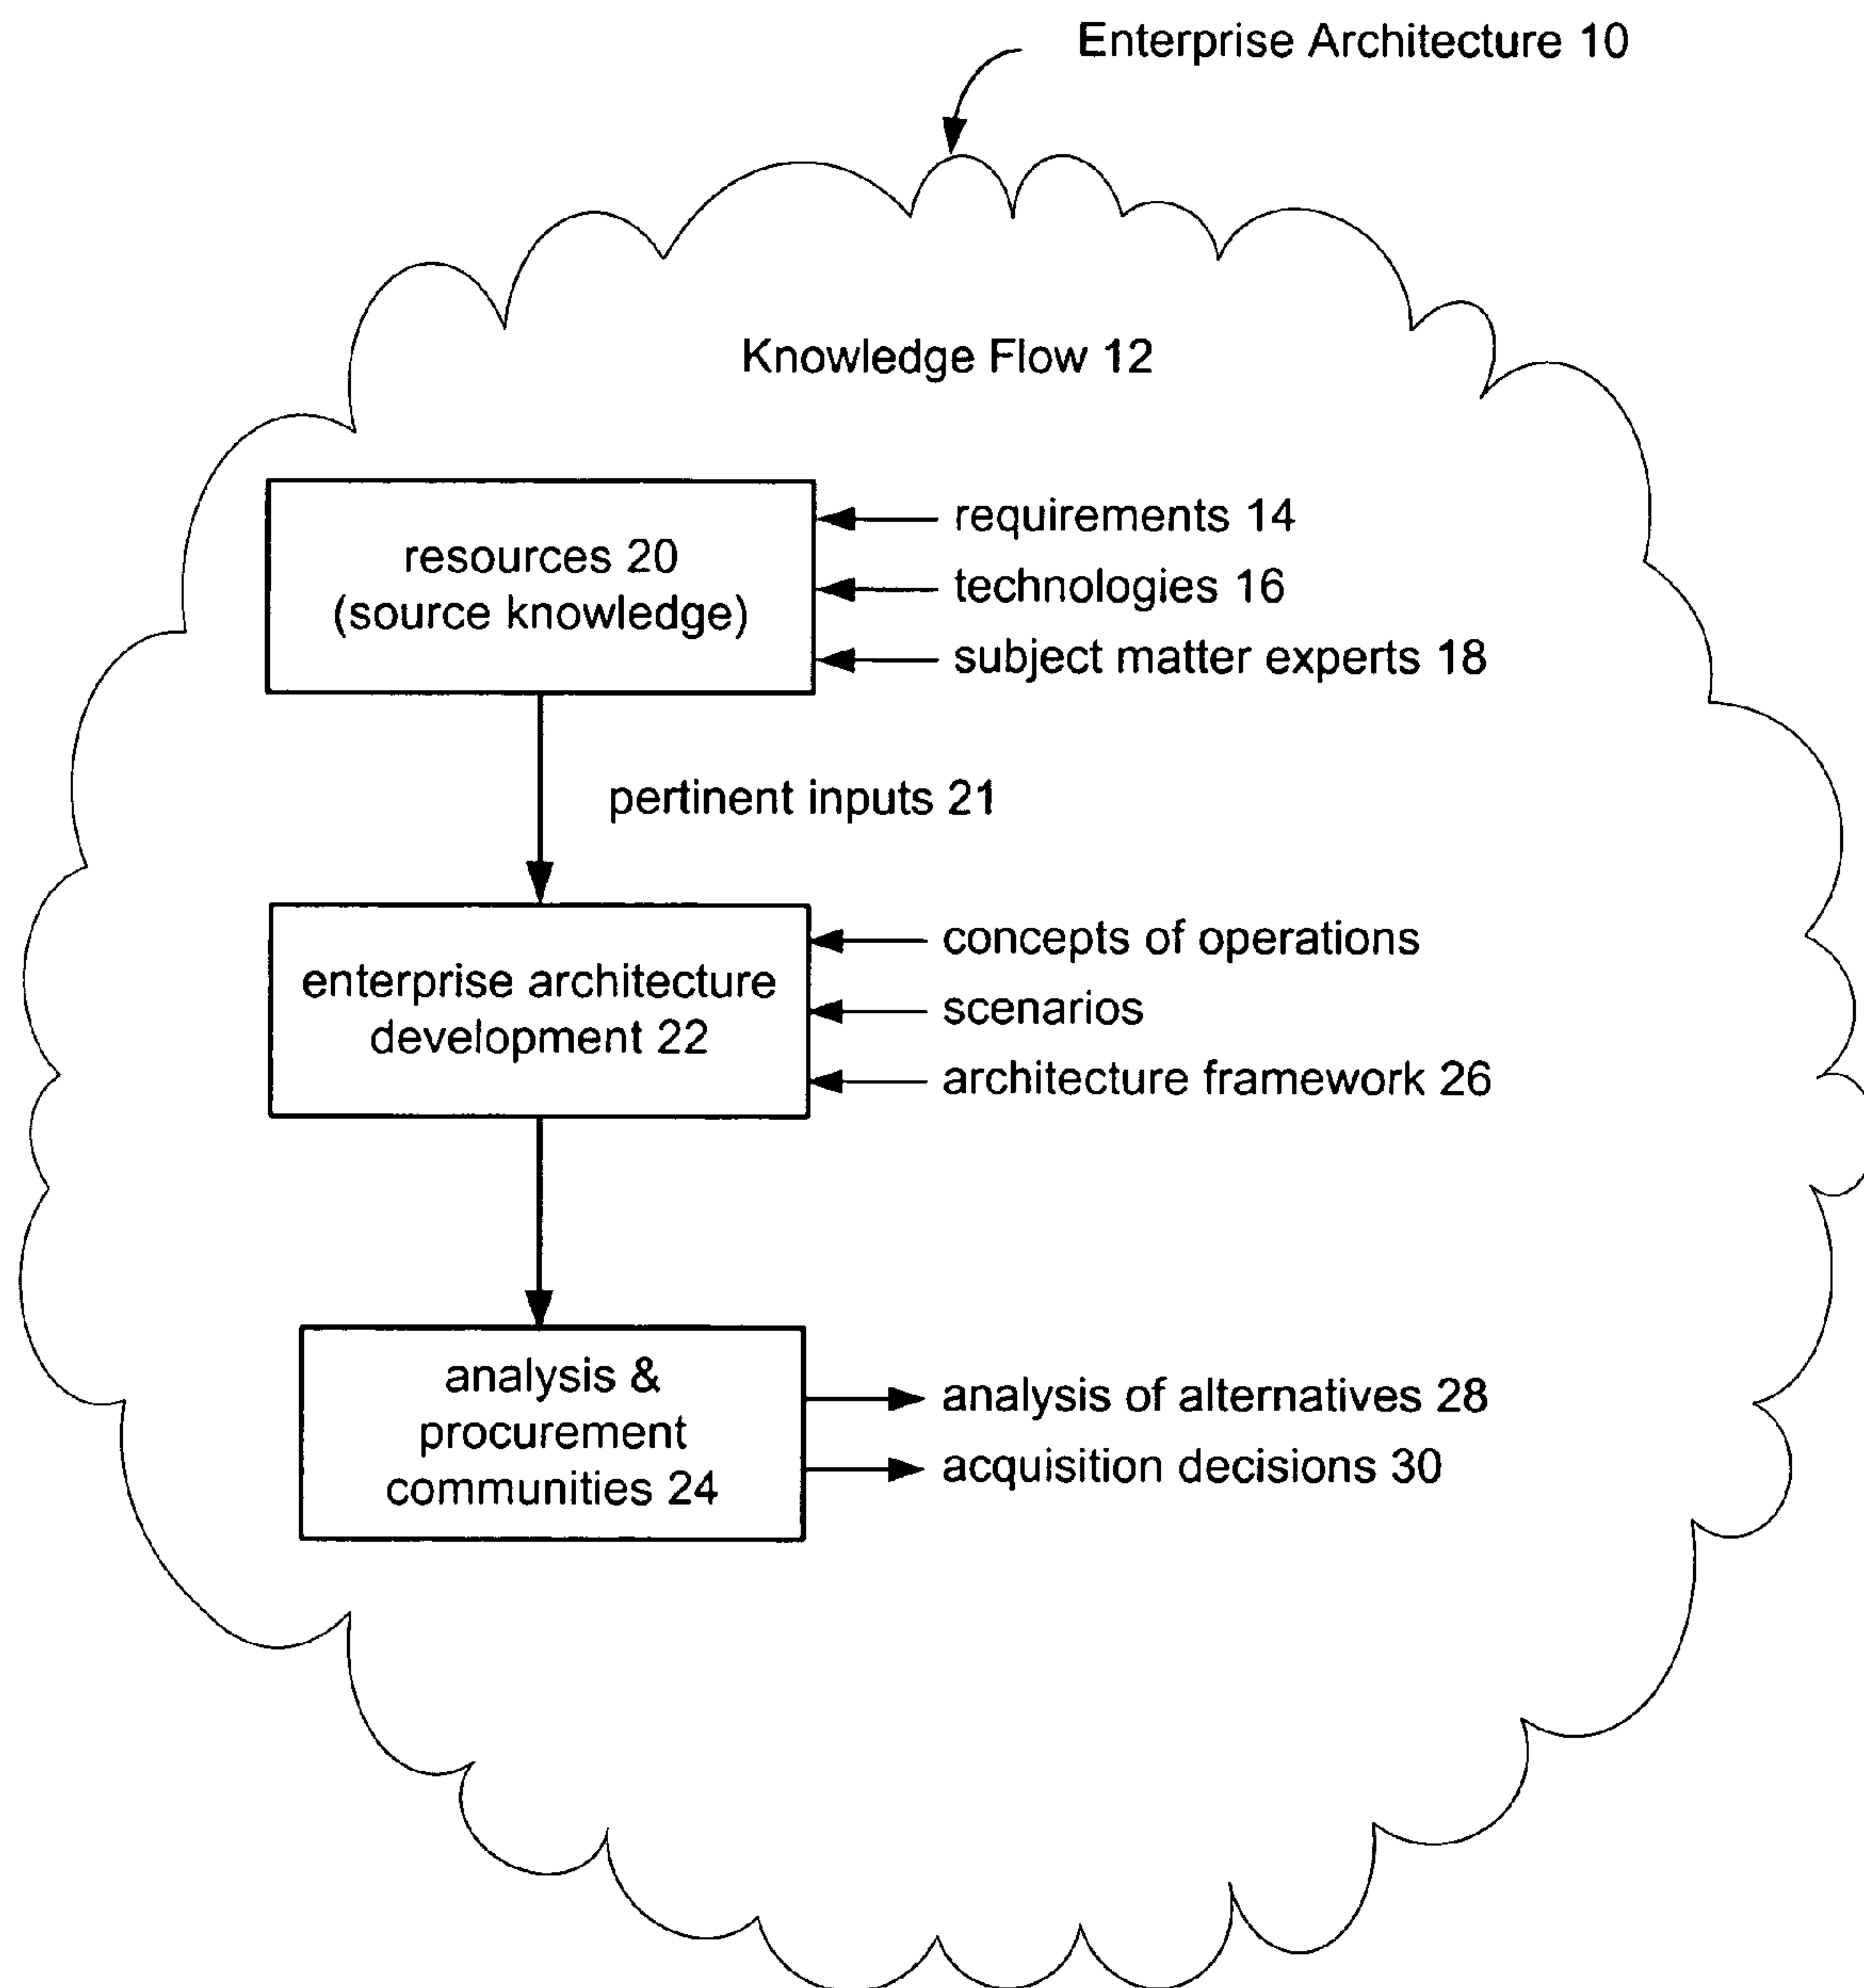 Enterprise Architecture 10
Knowledge Flow 12
resources 20
(source knowledge)
requirements 14
technologies 16
subject matter experts 18
pertinent inputs 21
enterprise architecture
development 22
concepts of operations
scenarios
architecture framework 26
analysis &
procurement
communities 24
analysis of alternatives 28
acquisition decisions 30